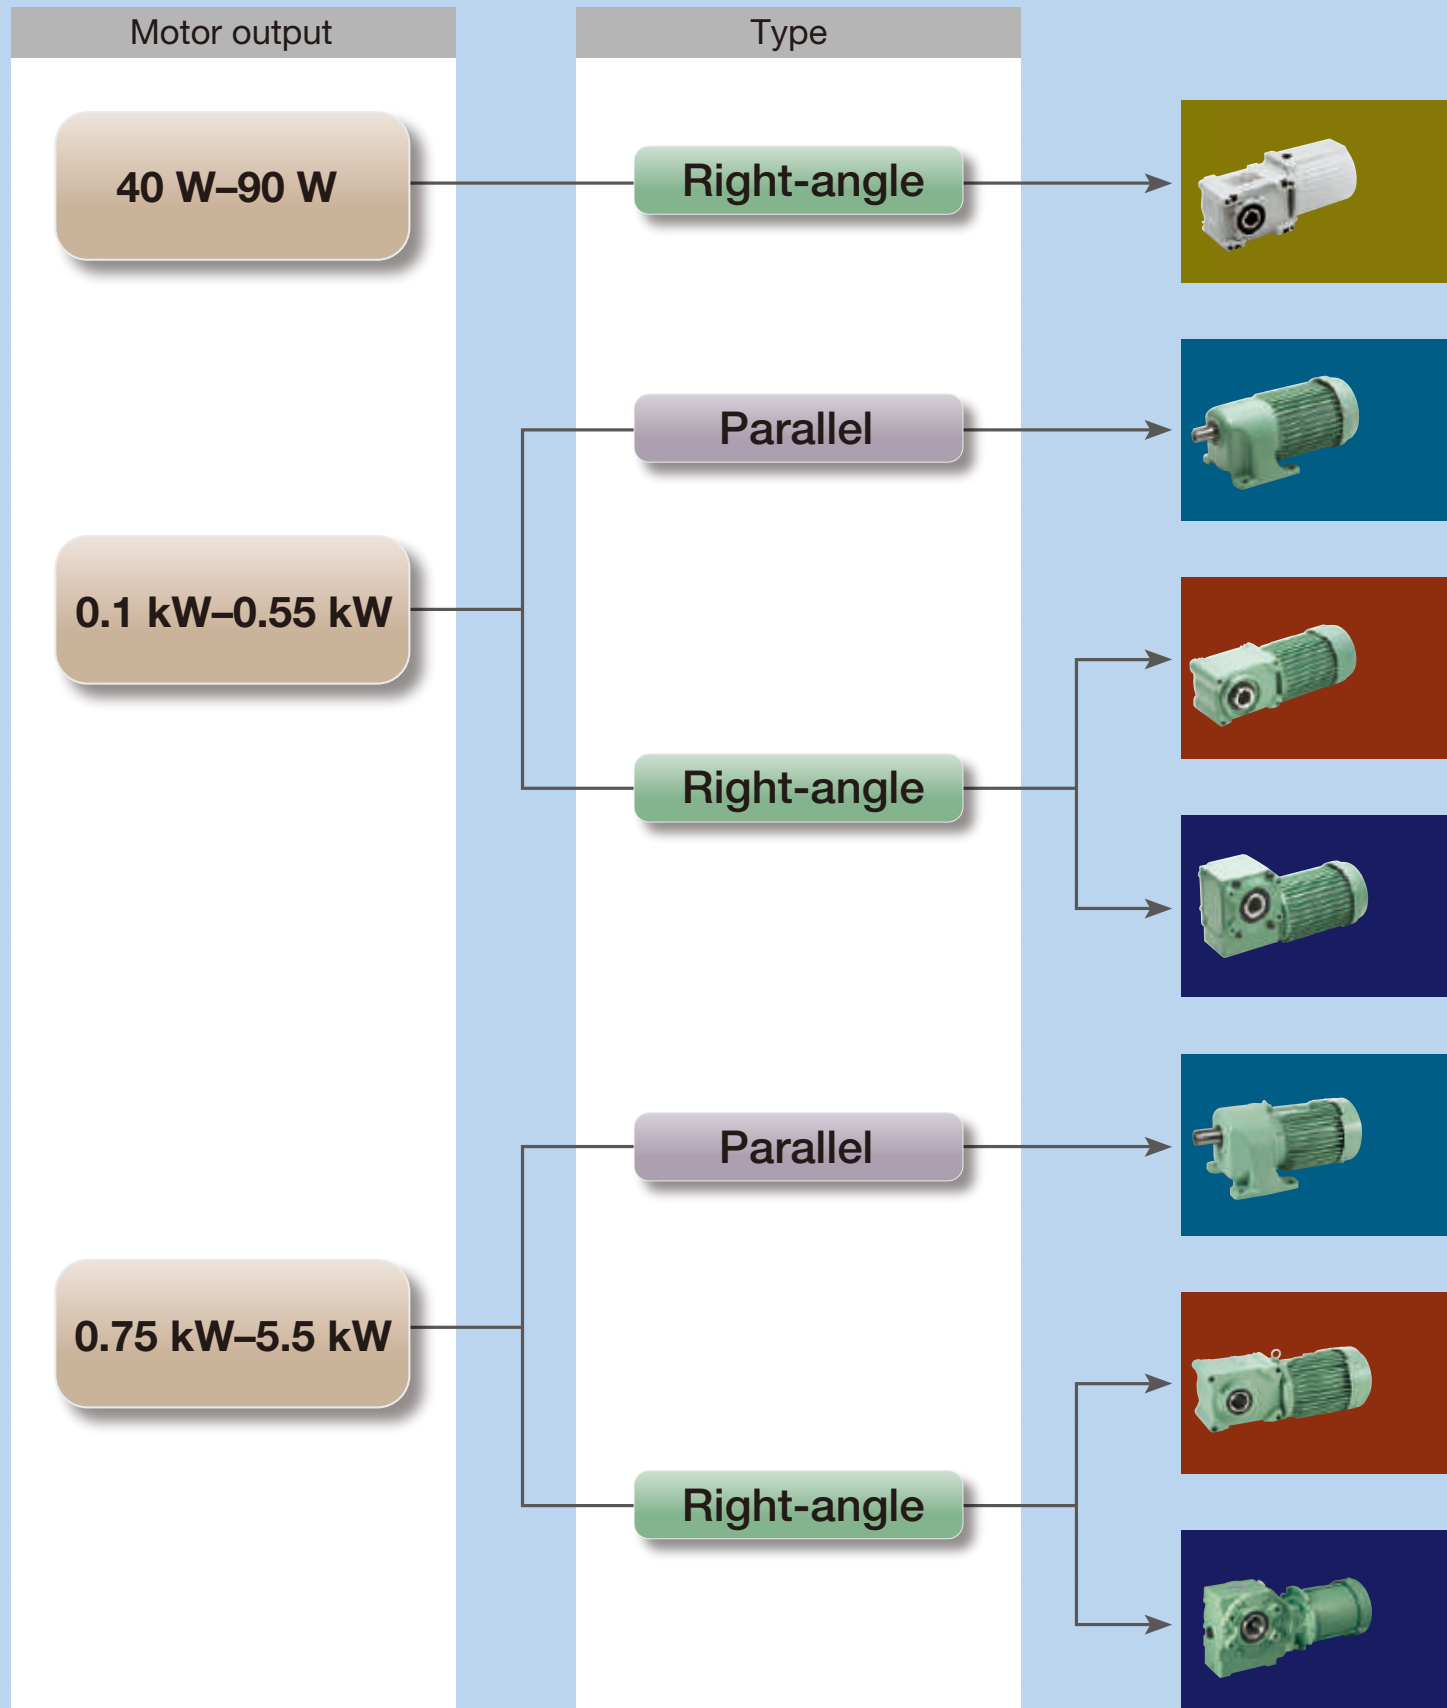 Motor output
Type
40 W–90 W
Right-angle
Parallel
0.1 kW–0.55 kW
Right-angle
Parallel
0.75 kW–5.5 kW
Right-angle